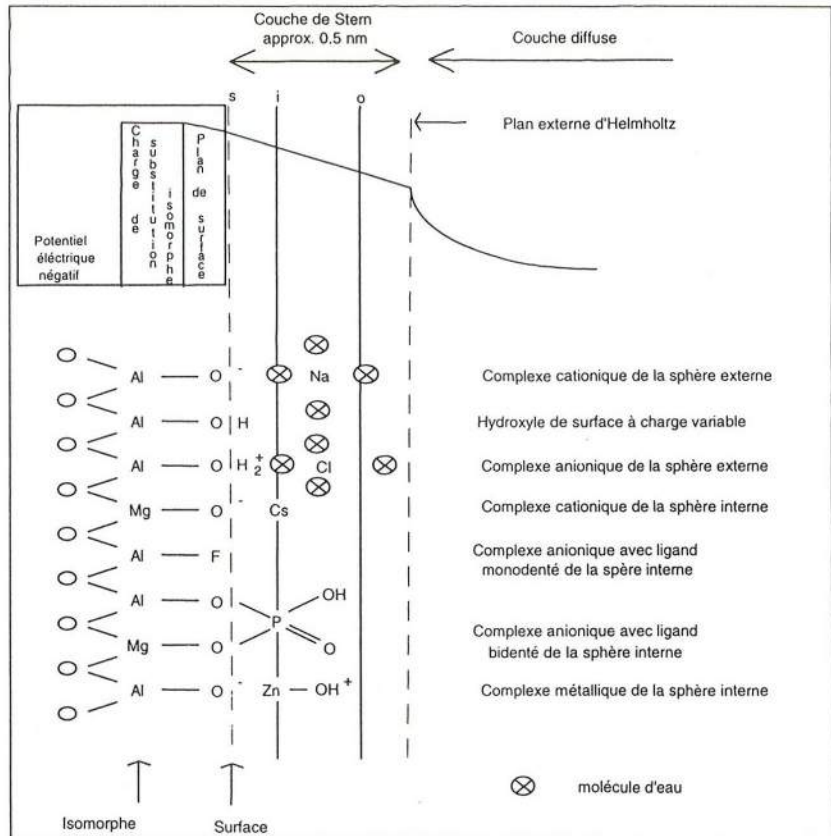 Couche de Stern
approx. 0.5 nm
Couche diffuse
s i o
Plan externe d'Helmholtz
Charge de
substitution
isomorphe
Plan de surface
Potentiel
éléctrique
négatif
Al — O - Na
Complexe cationique de la sphère externe
Al — O H
Hydroxyle de surface à charge variable
Al — O H 2 + Cl
Complexe anionique de la sphère externe
Mg — O - Cs
Complexe cationique de la sphère interne
Al — F
Complexe anionique avec ligand
monodenté de la spère interne
Al — O
OH
P
O
Mg — O
Complexe anionique avec ligand
bidenté de la sphère interne
Al — O - Zn — OH +
Complexe métallique de la sphère interne
molécule d'eau
Isomorphe
Surface